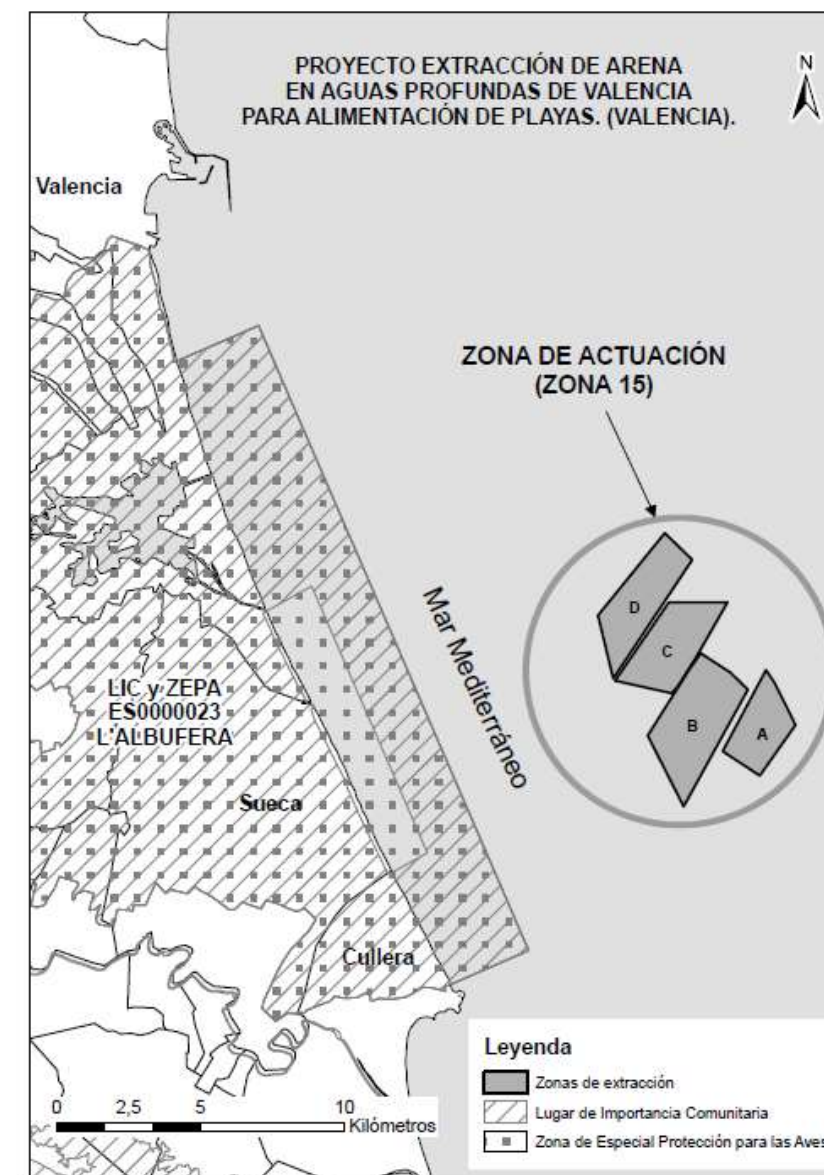 PROYECTO EXTRACCIÓN DE ARENA
EN AGUAS PROFUNDAS DE VALENCIA
PARA ALIMENTACIÓN DE PLAYAS. (VALENCIA).
N
Valencia
ZONA DE ACTUACIÓN
(ZONA 15)
D
C
B
A
Mar Mediterráneo
LIC y ZEPA
ES0000023
L'ALBUFERA
Sueca
Cullera
Leyenda
Zonas de extracción
Lugar de Importancia Comunitaria
Zona de Especial Protección para las Aves
0 2,5 5 10
Kilómetros